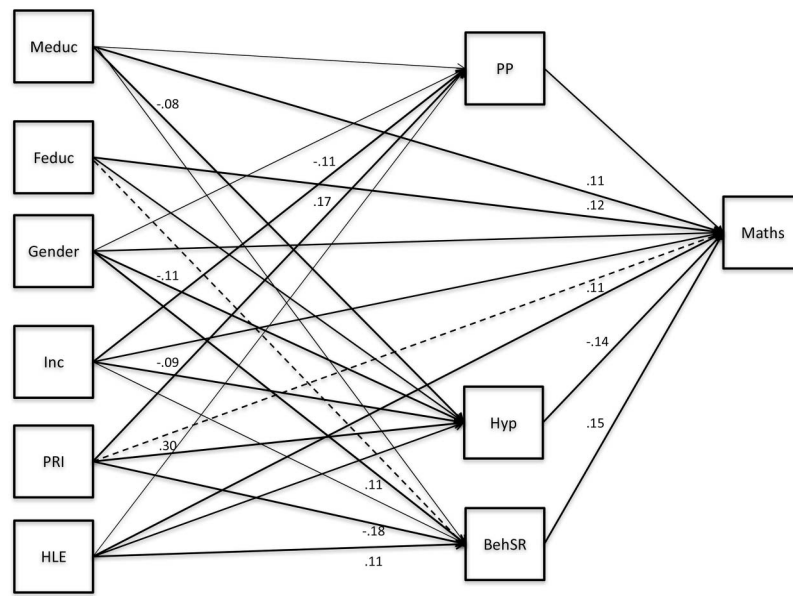 Meduc
PP
-.08
Feduc
-.11
.11
.17
.12
Maths
Gender
-.11
.11
Inc
-.09
-.14
Hyp
.15
PRI
.30
.11
-.18
HLE
BehSR
.11